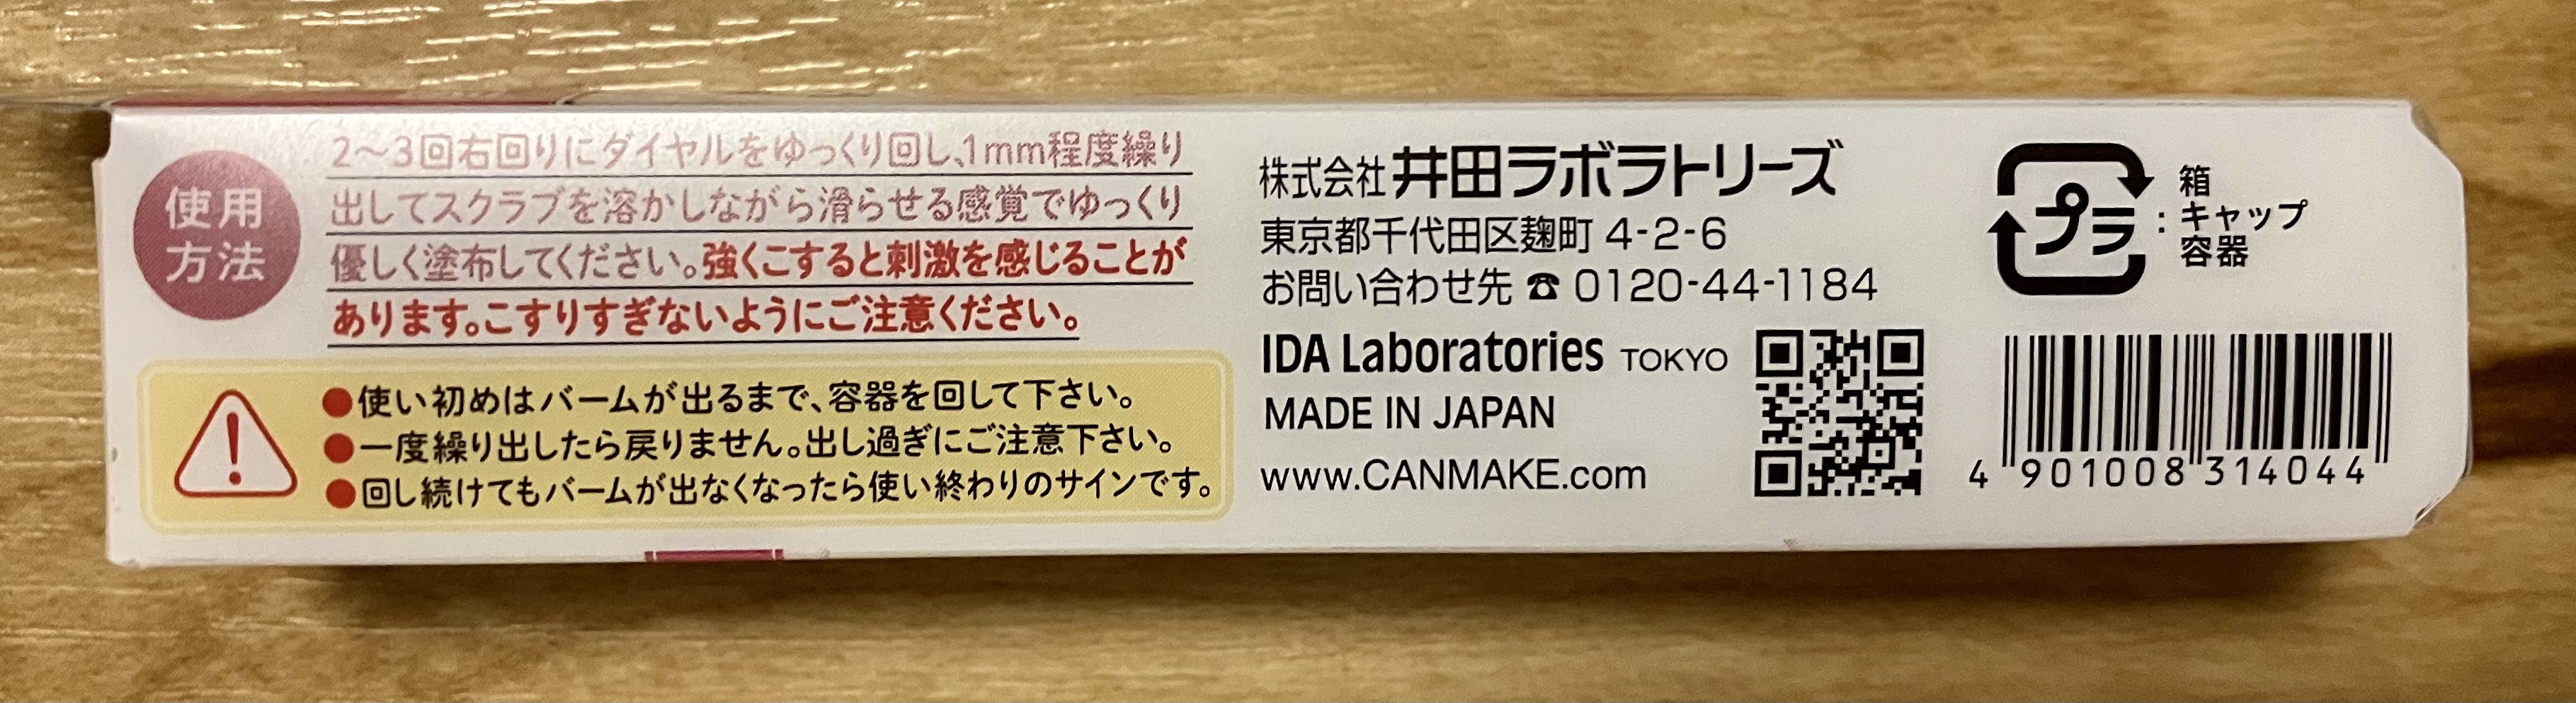 使用
方法
2～3回右回りにダイヤルをゆっくり回し、1mm程度繰り
出してスクラブを溶かしながら滑らせる感覚でゆっくり
優しく塗布してください。強くこすると刺激を感じることが
あります。こすりすぎないようにご注意ください。
●使い初めはバームが出るまで、容器を回して下さい。
●一度繰り出したら戻りません。出し過ぎにご注意下さい。
●回し続けてもバームが出なくなったら使い終わりのサインです。
株式会社 井田ラボラトリーズ
東京都千代田区麹町 4-2-6
お問い合わせ先 ☎ 0120-44-1184
IDA Laboratories TOKYO
MADE IN JAPAN
www.CANMAKE.com
プラ : 箱
キャップ
容器
4 901008 314044